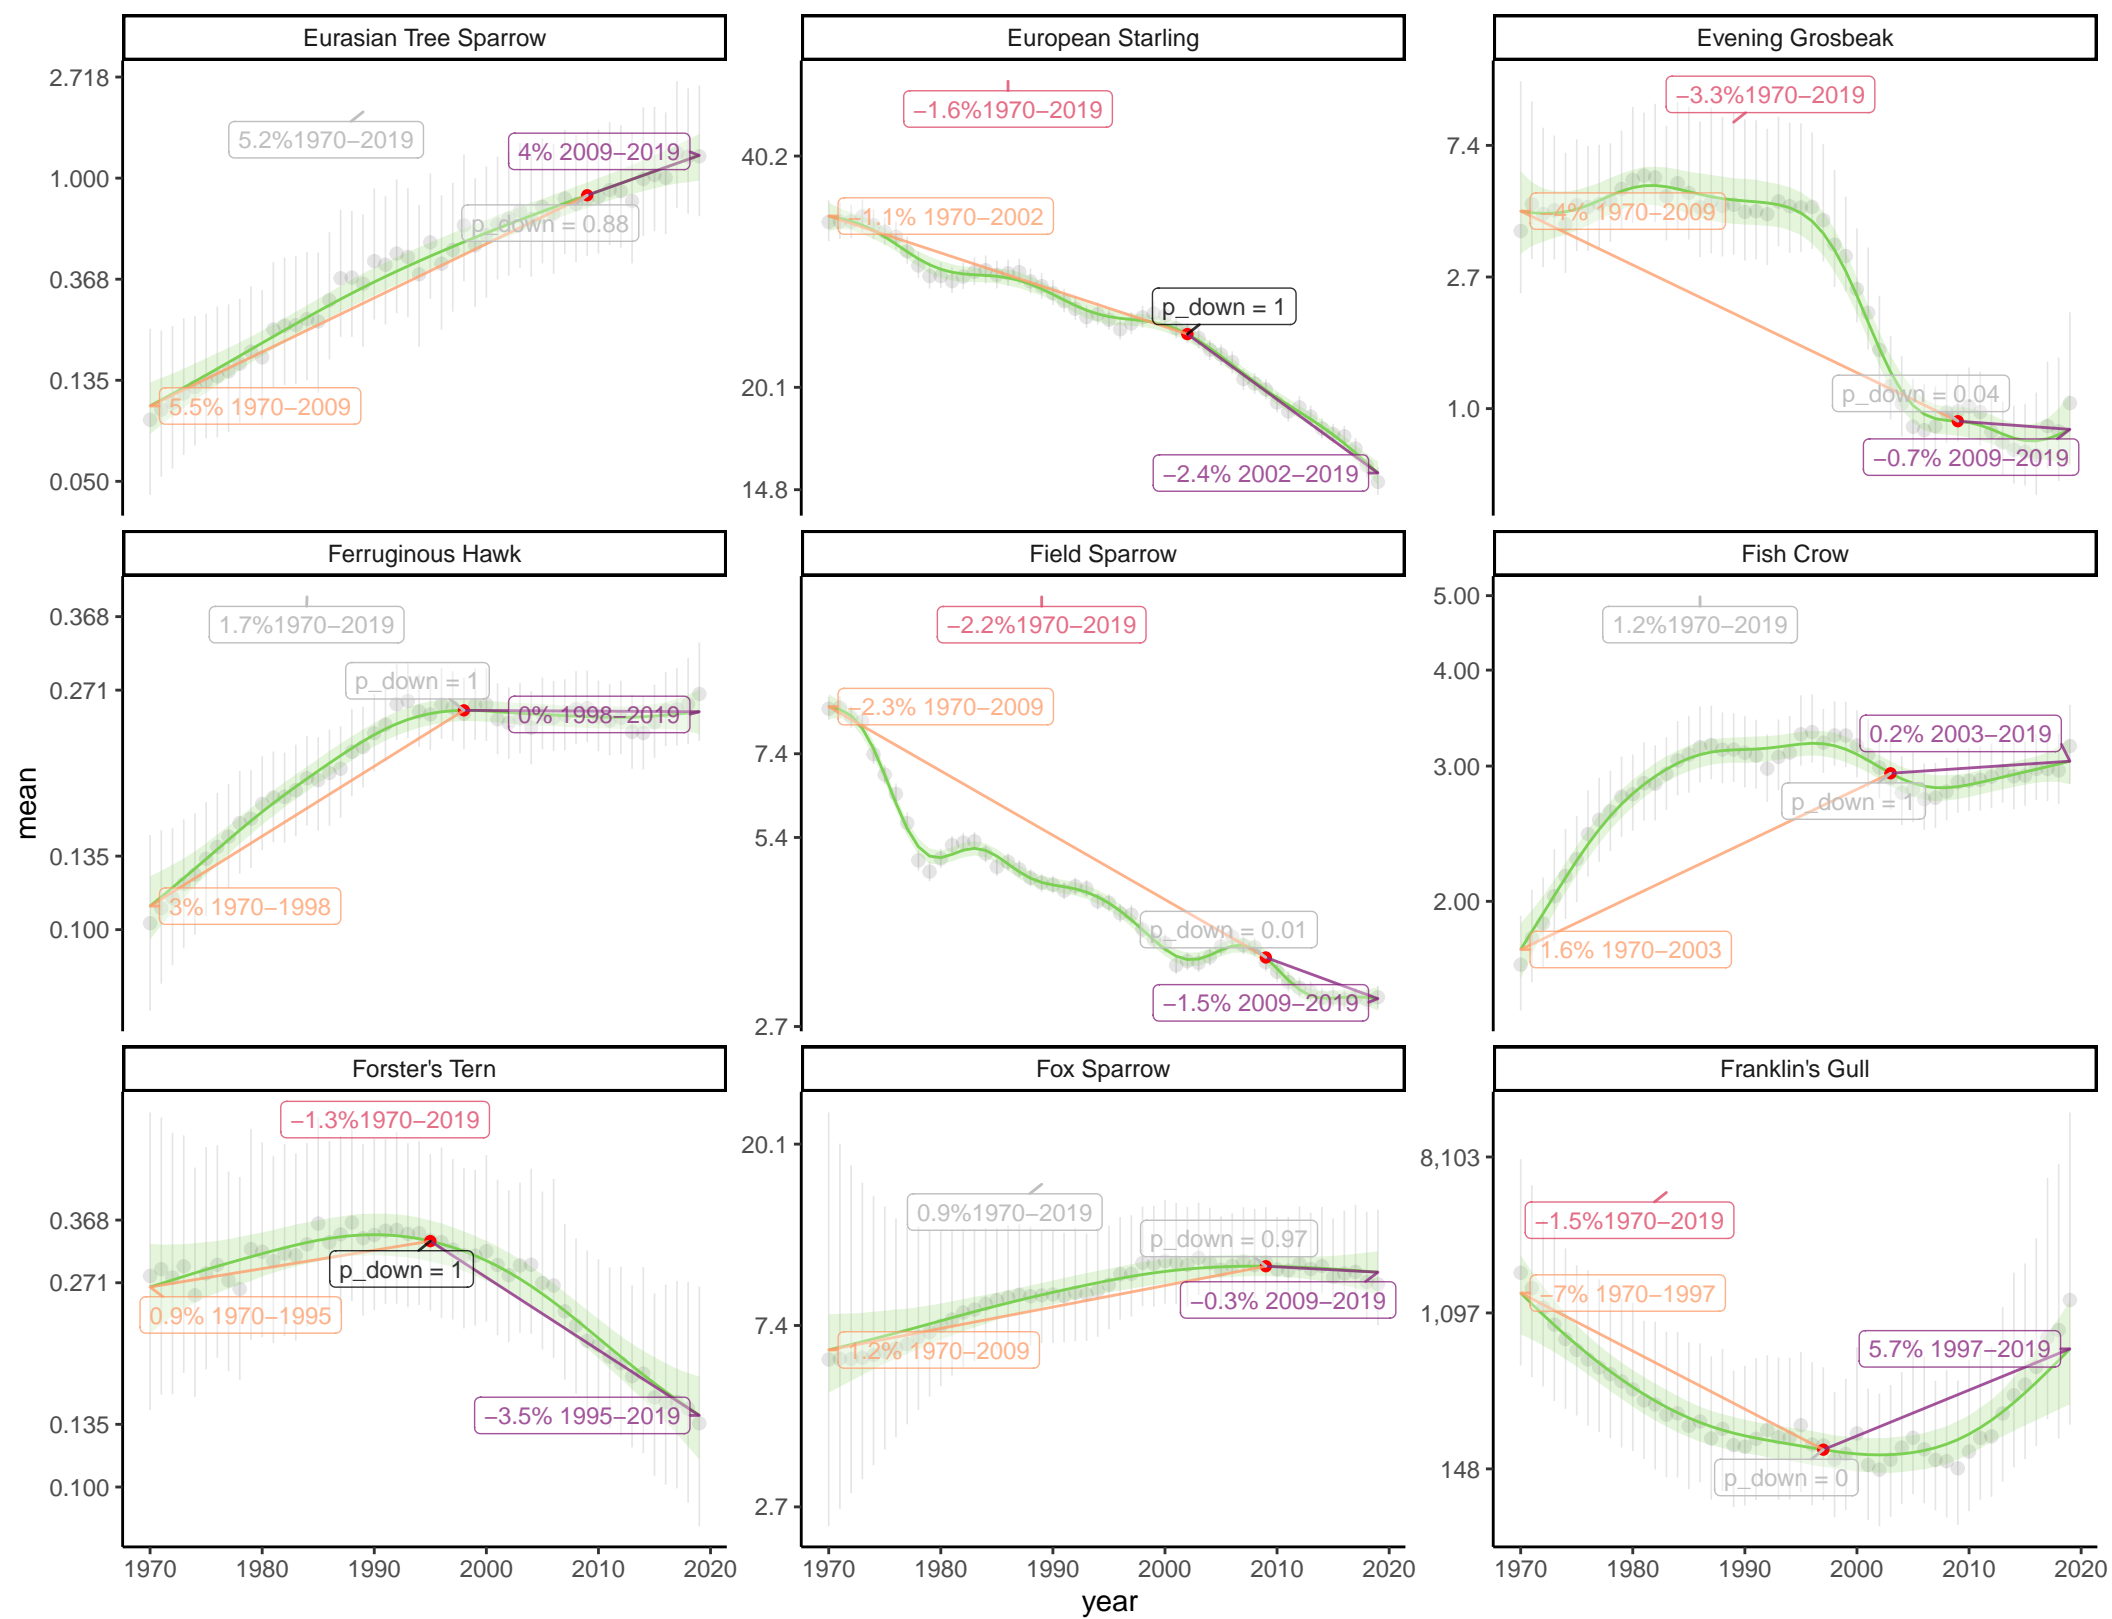 Eurasian Tree Sparrow
2.718
1.000
0.368
0.135
0.050
5.2%1970−2019
4% 2009−2019
p_down = 0.88
5.5% 1970−2009
European Starling
40.2
20.1
14.8
−1.6%1970−2019
−1.1% 1970−2002
p_down = 1
−2.4% 2002−2019
Evening Grosbeak
7.4
2.7
1.0
−3.3%1970−2019
−4% 1970−2009
p_down = 0.04
−0.7% 2009−2019
mean
Ferruginous Hawk
0.368
0.271
0.135
0.100
1.7%1970−2019
p_down = 1
0% 1998−2019
3% 1970−1998
Field Sparrow
7.4
5.4
2.7
−2.2%1970−2019
−2.3% 1970−2009
p_down = 0.01
−1.5% 2009−2019
Fish Crow
5.00
4.00
3.00
2.00
1.2%1970−2019
0.2% 2003−2019
p_down = 1
1.6% 1970−2003
Forster's Tern
0.368
0.271
0.135
0.100
−1.3%1970−2019
p_down = 1
0.9% 1970−1995
−3.5% 1995−2019
1970 1980 1990 2000 2010 2020
Fox Sparrow
20.1
7.4
2.7
0.9%1970−2019
p_down = 0.97
−0.3% 2009−2019
1.2% 1970−2009
1970 1980 1990 2000 2010 2020
Franklin's Gull
8,103
1,097
148
−1.5%1970−2019
−7% 1970−1997
5.7% 1997−2019
p_down = 0
1970 1980 1990 2000 2010 2020
year